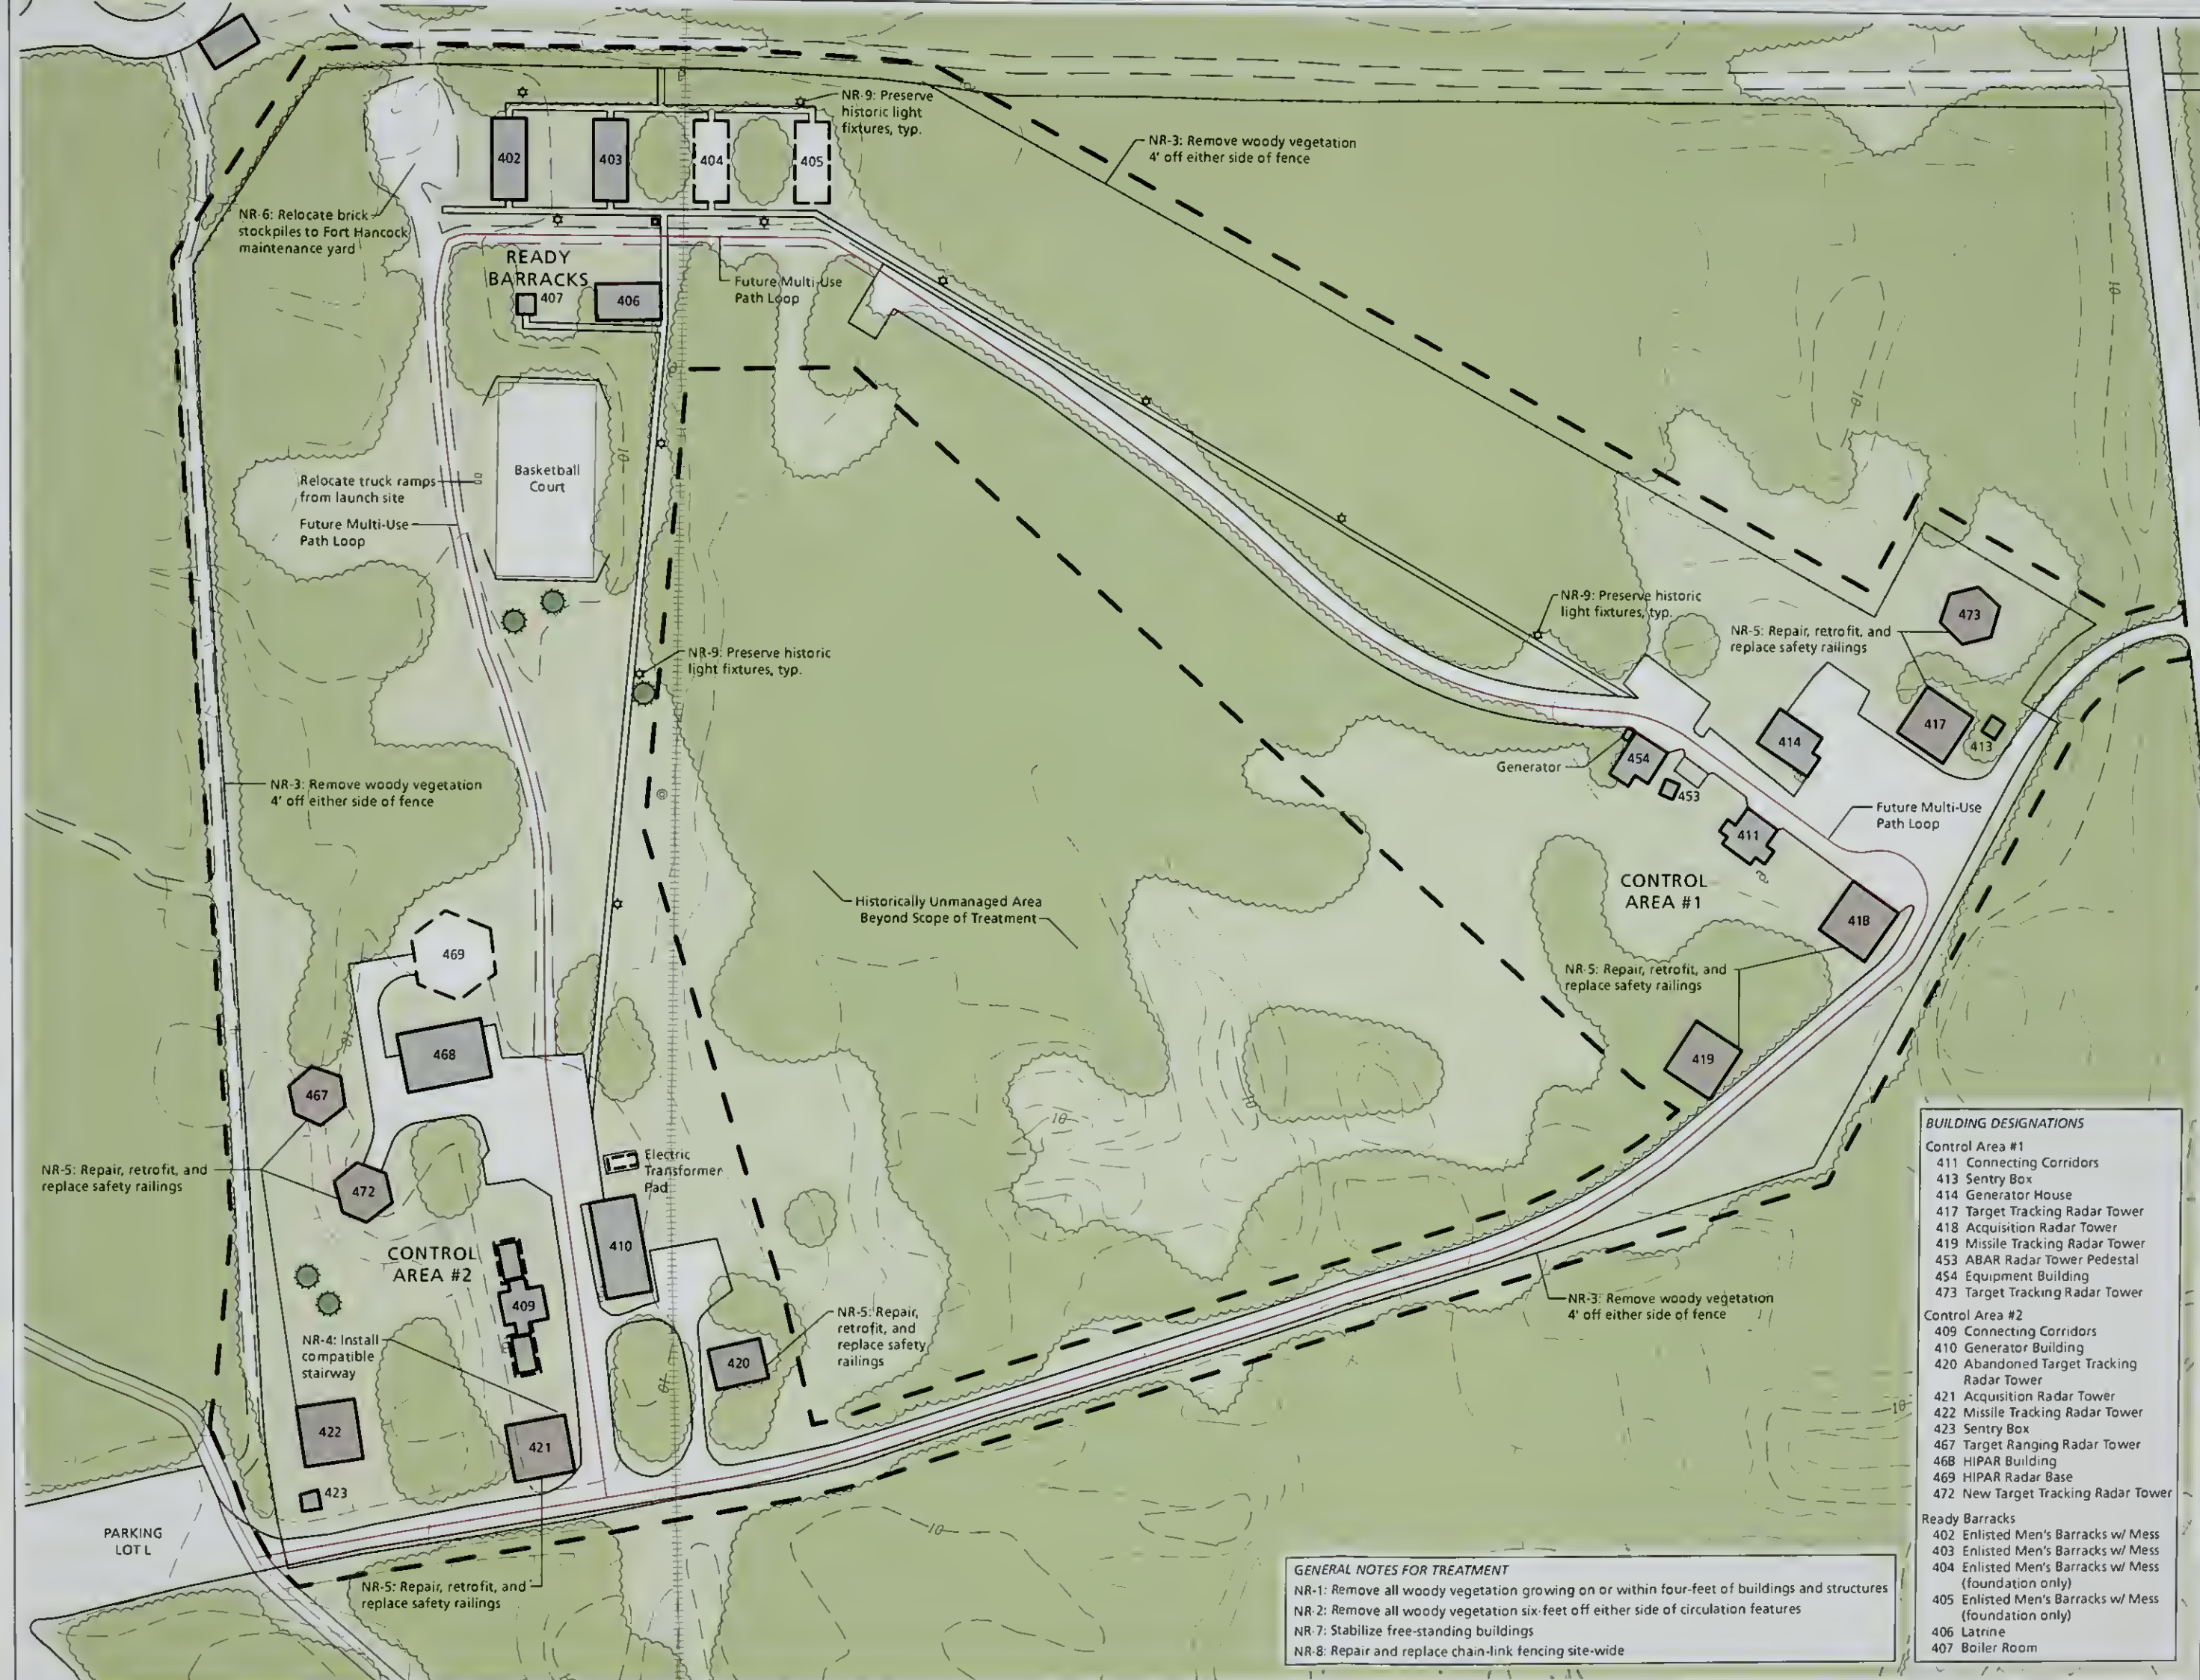 NR-9: Preserve
historic light
fixtures, typ.
402
403
404
405
NR-3: Remove woody vegetation
4' off either side of fence
NR-6: Relocate brick
stockpiles to Fort Hancock
maintenance yard
READY
BARRACKS
407
406
Future Multi-Use
Path Loop
10
10
Relocate truck ramps
from launch site
Basketball
Court
10
Future Multi-Use
Path Loop
NR-9: Preserve historic
light fixtures, typ.
473
NR-5: Repair, retrofit, and
replace safety railings
NR-9: Preserve historic
light fixtures, typ.
417
413
414
Generator
454
453
NR-3: Remove woody vegetation
4' off either side of fence
Future Multi-Use
Path Loop
411
CONTROL
AREA #1
Historically Unmanaged Area
Beyond Scope of Treatment
418
469
NR-5: Repair, retrofit, and
replace safety railings
468
419
467
10
10
NR-5: Repair, retrofit, and
replace safety railings
472
Electric
Transformer
Pad
CONTROL
AREA #2
410
409
NR-3: Remove woody vegetation
4' off either side of fence
NR-5: Repair,
retrofit, and
replace safety
railings
NR-4: Install
compatible
stairway
420
10
10
422
421
423
PARKING
LOT L
10
NR-5: Repair, retrofit, and
replace safety railings
BUILDING DESIGNATIONS
Control Area #1
411 Connecting Corridors
413 Sentry Box
414 Generator House
417 Target Tracking Radar Tower
418 Acquisition Radar Tower
419 Missile Tracking Radar Tower
453 ABAR Radar Tower Pedestal
454 Equipment Building
473 Target Tracking Radar Tower
Control Area #2
409 Connecting Corridors
410 Generator Building
420 Abandoned Target Tracking
Radar Tower
421 Acquisition Radar Tower
422 Missile Tracking Radar Tower
423 Sentry Box
467 Target Ranging Radar Tower
468 HIPAR Building
469 HIPAR Radar Base
472 New Target Tracking Radar Tower
Ready Barracks
402 Enlisted Men's Barracks w/ Mess
403 Enlisted Men's Barracks w/ Mess
404 Enlisted Men's Barracks w/ Mess
(foundation only)
405 Enlisted Men's Barracks w/ Mess
(foundation only)
406 Latrine
407 Boiler Room
GENERAL NOTES FOR TREATMENT
NR-1: Remove all woody vegetation growing on or within four-feet of buildings and structures
NR-2: Remove all woody vegetation six-feet off either side of circulation features
NR-7: Stabilize free-standing buildings
NR-8: Repair and replace chain-link fencing site-wide